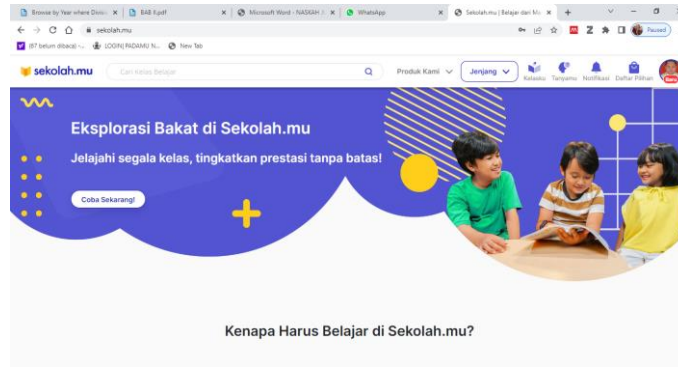 Browse by Year where Divisi
BAB II.pdf
Microsoft Word - NASKAH
WhatsApp
Sekolah.mu | Belajar dari M
sekolah.mu
Paused
(87 belum dibaca) -
LOGIN| PADAMU N...
New Tab
sekolah.mu
Cari Kelas Belajar
Produk Kami
Jenjang
Kelasku
Tanyamu
Notifikasi
Daftar Pilihan
Baru
Eksplorasi Bakat di Sekolah.mu
Jelajahi segala kelas, tingkatkan prestasi tanpa batas!
Coba Sekarang!
Kenapa Harus Belajar di Sekolah.mu?